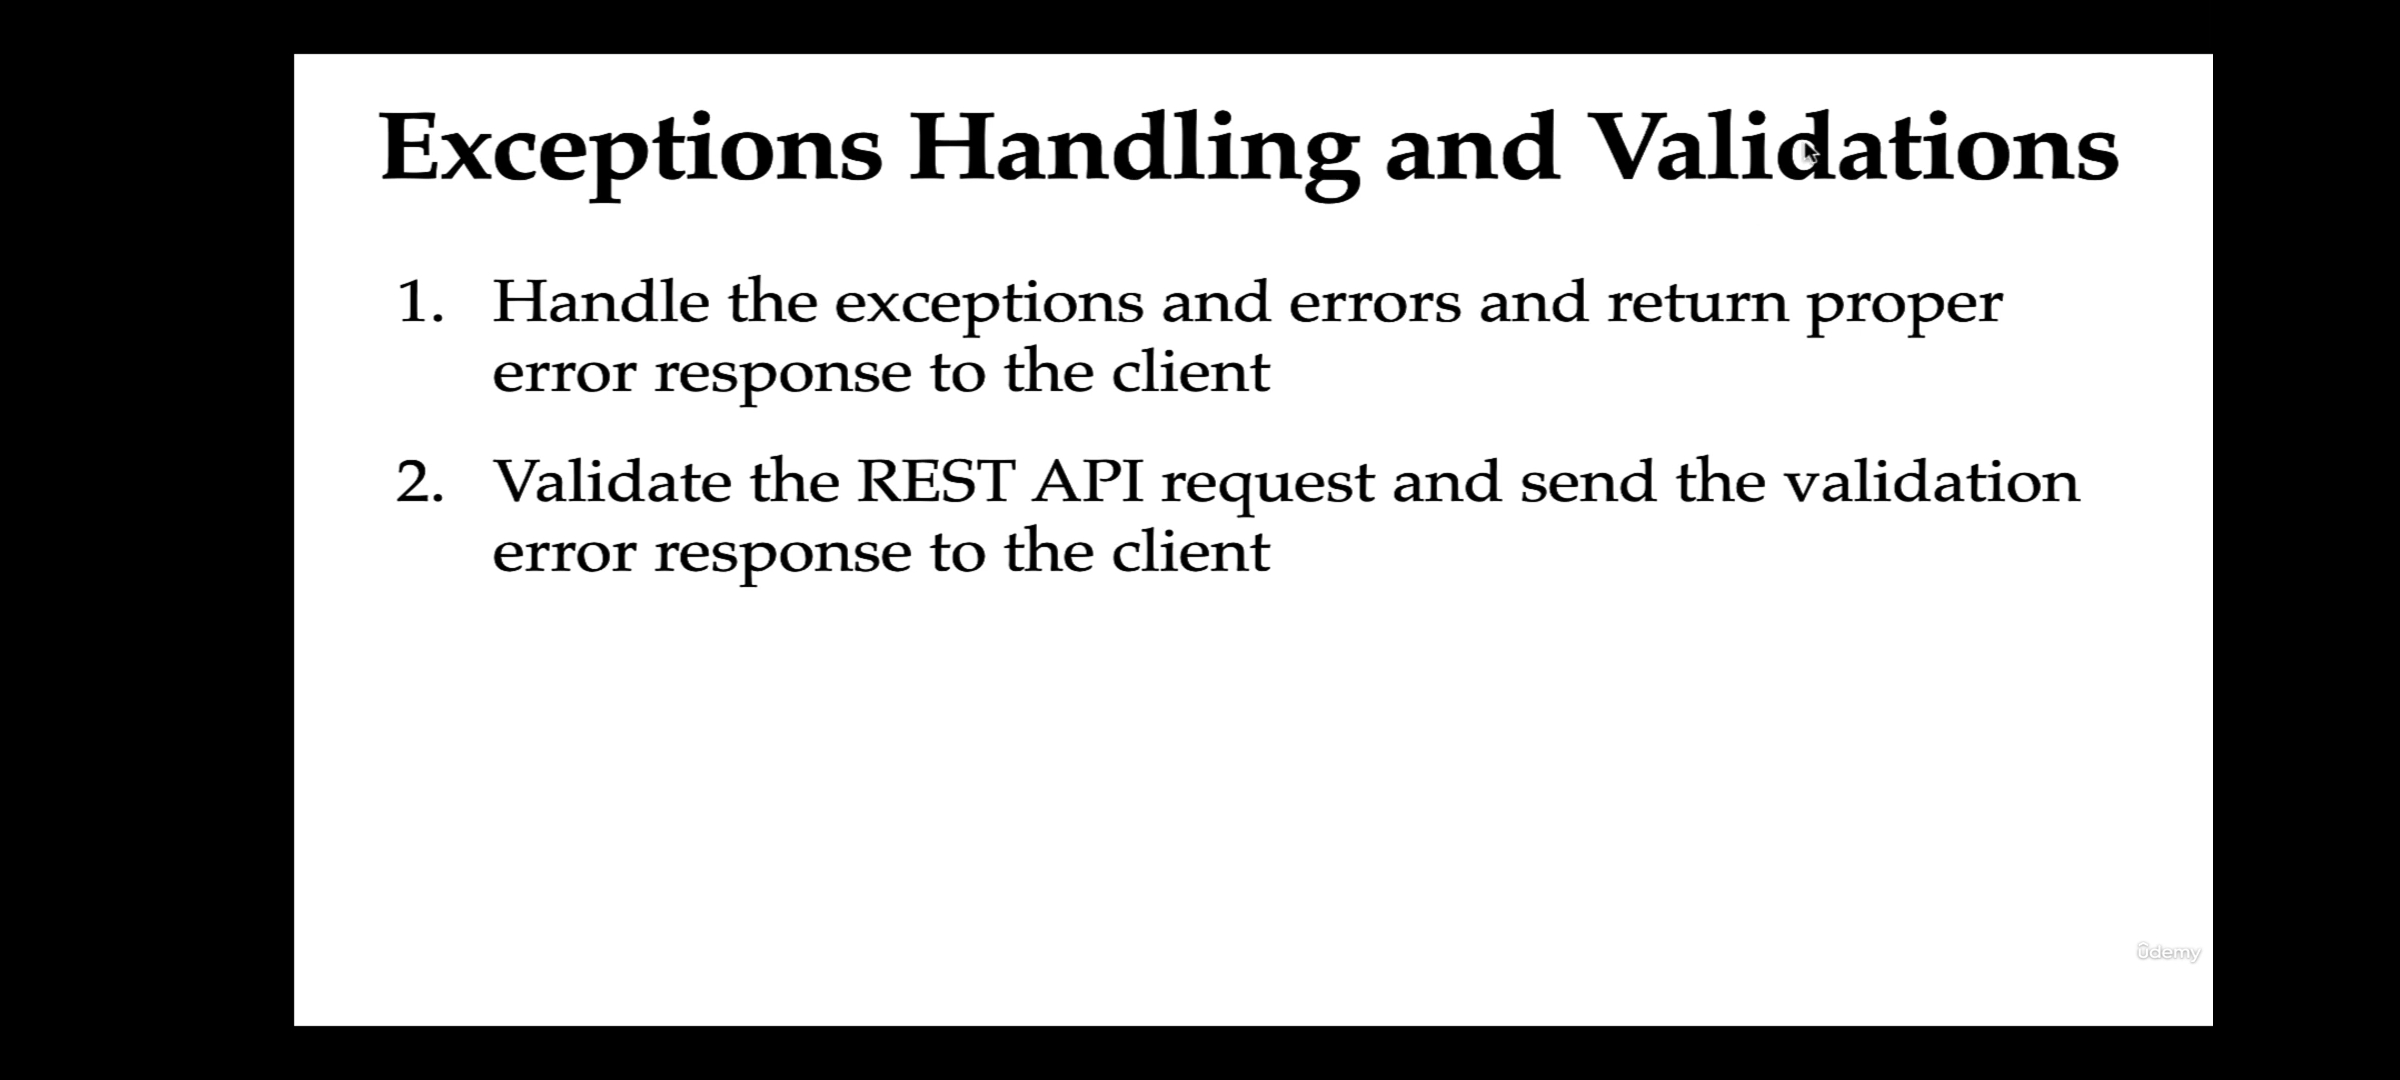 Exceptions Handling and Validations
1. Handle the exceptions and errors and return proper
error response to the client
2. Validate the REST API request and send the validation
error response to the client
ûdemy